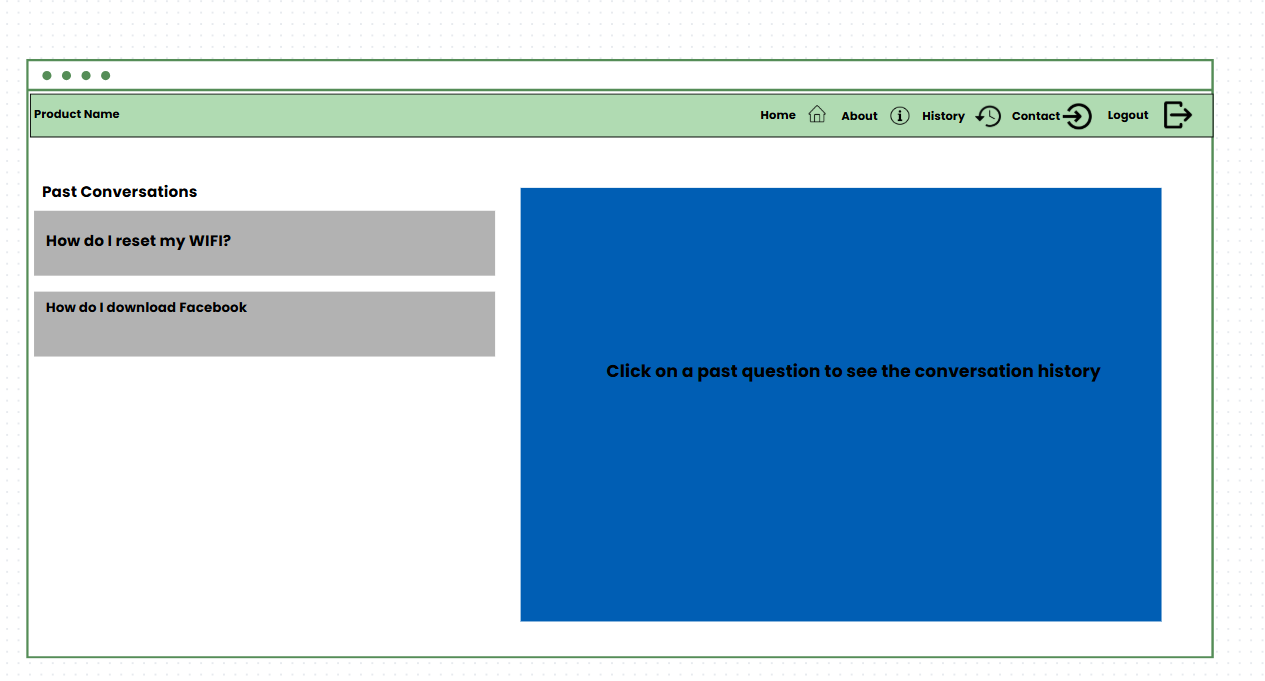 Product Name
Home
About
History
Contact
Logout
Past Conversations
How do I reset my WIFI?
How do I download Facebook
Click on a past question to see the conversation history